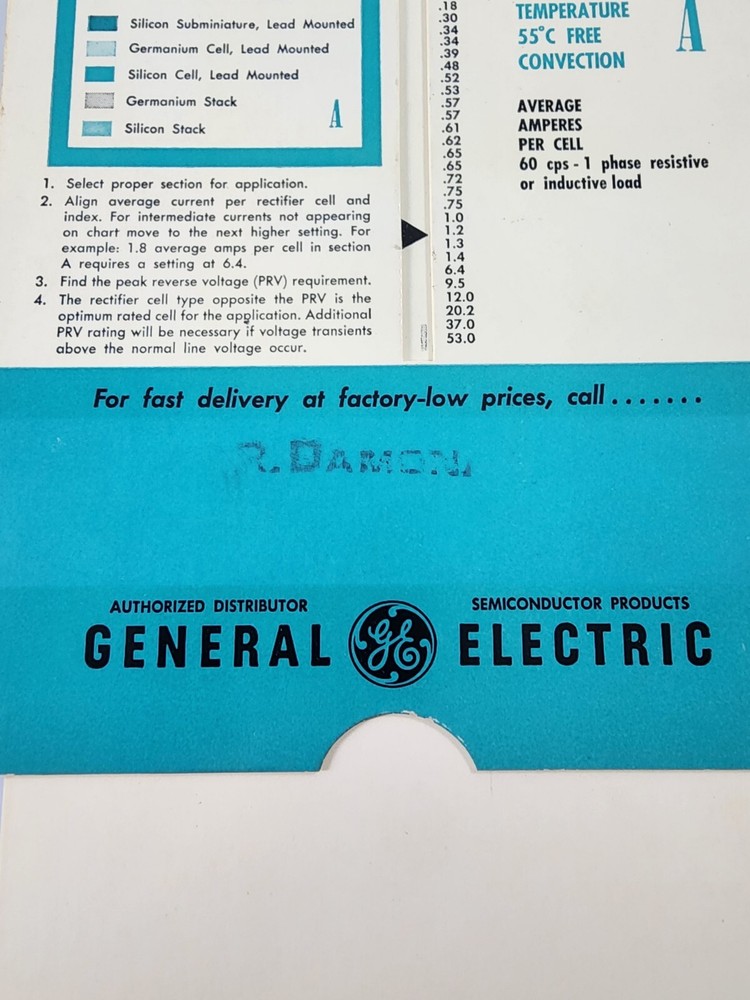 Silicon Subminiature, Lead Mounted
Germanium Cell, Lead Mounted
Silicon Cell, Lead Mounted
Germanium Stack
Silicon Stack
A
1. Select proper section for application.
2. Align average current per rectifier cell and
index. For intermediate currents not appearing
on chart move to the next higher setting. For
example: 1.8 average amps per cell in section
A requires a setting at 6.4.
3. Find the peak reverse voltage (PRV) requirement.
4. The rectifier cell type opposite the PRV is the
optimum rated cell for the application. Additional
PRV rating will be necessary if voltage transients
above the normal line voltage occur.
.18
.30
.34
.34
.39
.48
.52
.53
.57
.57
.61
.62
.65
.65
.72
.75
.75
1.0
1.2
1.3
1.4
6.4
9.5
12.0
20.2
37.0
53.0
TEMPERATURE
55°C FREE
CONVECTION
A
AVERAGE
AMPERES
PER CELL
60 cps - 1 phase resistive
or inductive load
For fast delivery at factory-low prices, call.......
R. DAMON
AUTHORIZED DISTRIBUTOR
SEMICONDUCTOR PRODUCTS
GENERAL GE ELECTRIC